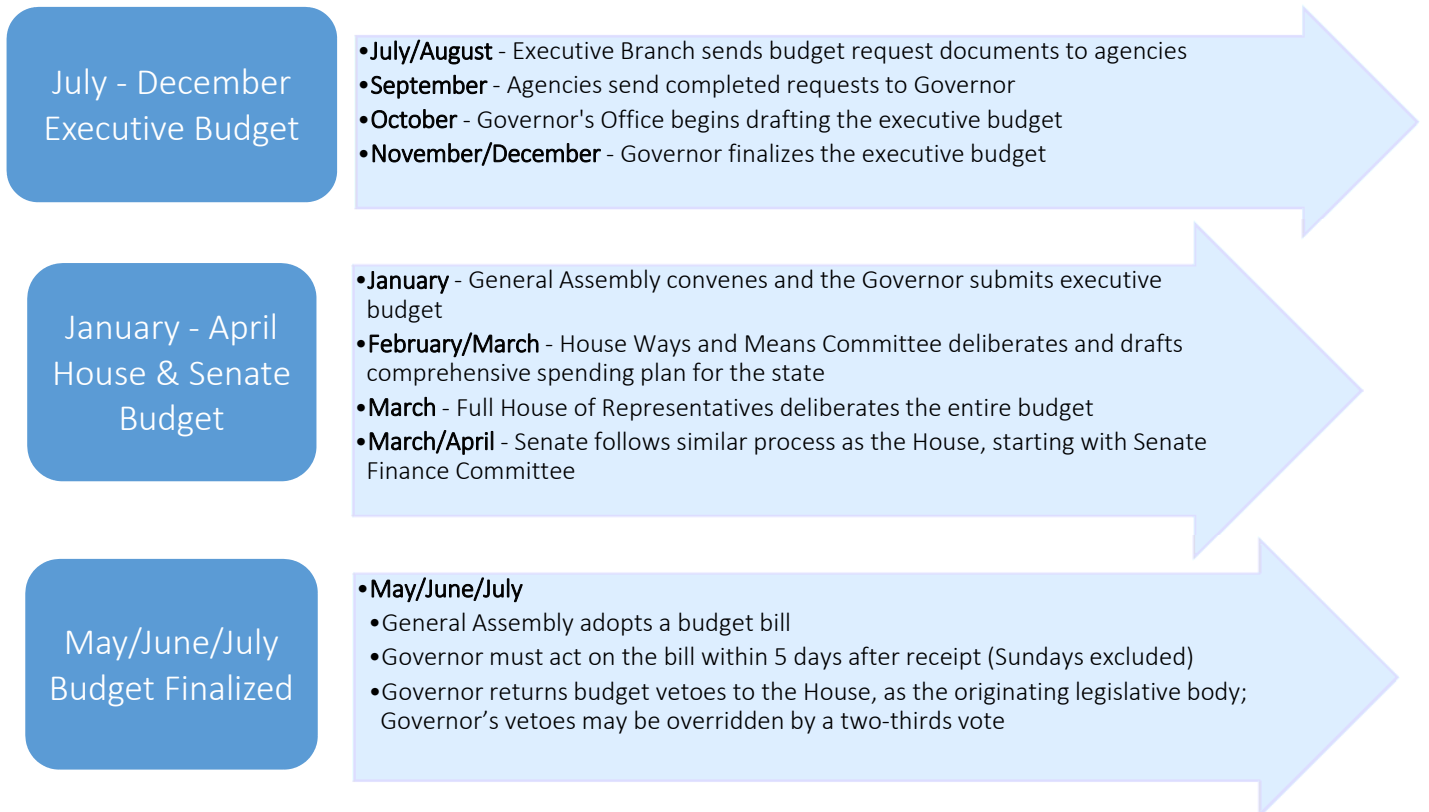 July - December
Executive Budget
•July/August - Executive Branch sends budget request documents to agencies
•September - Agencies send completed requests to Governor
•October - Governor's Office begins drafting the executive budget
•November/December - Governor finalizes the executive budget
January - April
House & Senate
Budget
•January - General Assembly convenes and the Governor submits executive
budget
•February/March - House Ways and Means Committee deliberates and drafts
comprehensive spending plan for the state
•March - Full House of Representatives deliberates the entire budget
•March/April - Senate follows similar process as the House, starting with Senate
Finance Committee
May/June/July
Budget Finalized
•May/June/July
•General Assembly adopts a budget bill
•Governor must act on the bill within 5 days after receipt (Sundays excluded)
•Governor returns budget vetoes to the House, as the originating legislative body;
Governor’s vetoes may be overridden by a two-thirds vote